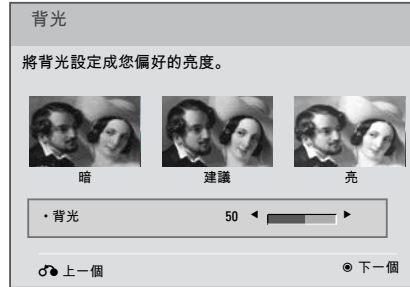 背光
將背光設定成您偏好的亮度。
暗 建議 亮
•背光 50 ◄ ►
上一個 ◉ 下一個